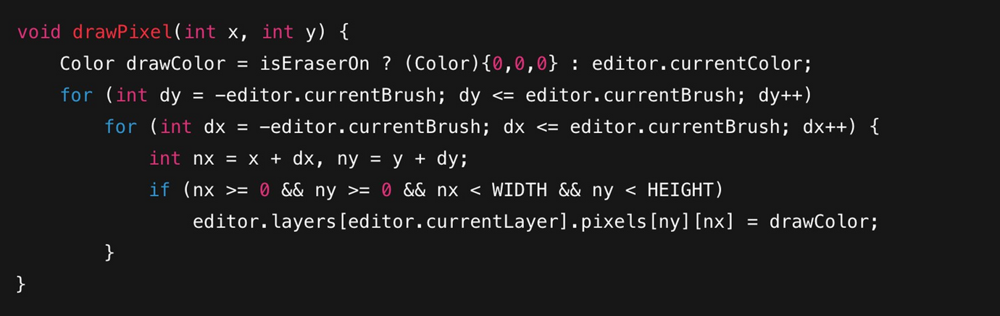 void drawPixel(int x, int y) {
    Color drawColor = isEraserOn ? (Color){0,0,0} : editor.currentColor;
    for (int dy = –editor.currentBrush; dy <= editor.currentBrush; dy++)
        for (int dx = –editor.currentBrush; dx <= editor.currentBrush; dx++) {
            int nx = x + dx, ny = y + dy;
            if (nx >= 0 && ny >= 0 && nx < WIDTH && ny < HEIGHT)
                editor.layers[editor.currentLayer].pixels[ny][nx] = drawColor;
        }
}